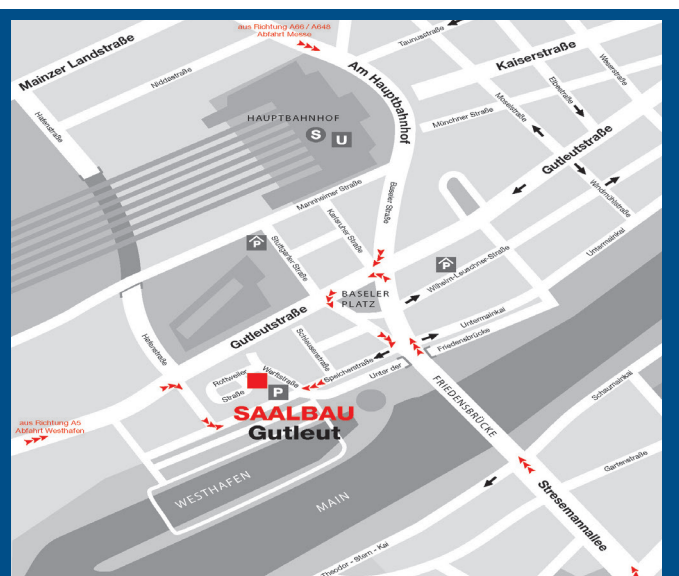 aus Richtung A66 / A648
Abfahrt Messe
Mainzer Landstraße
Niddastraße
Hafenstraße
HAUPTBAHNHOF
S U
Am Hauptbahnhof
Taunusstraße
Kaiserstraße
Weserstraße
Elbestraße
Moselstraße
Münchner Straße
Gutleutstraße
Windmühlstraße
Untermainkai
Mannheimer Straße
Baseler Straße
Karlsruher Straße
Stuttgarter Straße
P
P
Wilhelm-Leuschner-Straße
BASELER
PLATZ
Gutleutstraße
Schleusenstraße
Hafenstraße
Untermainkai
Friedensbrücke
Speicherstraße
Unter der
Rottweiler
Straße
Werftstraße
P
SAALBAU
Gutleut
aus Richtung A5
Abfahrt Westhafen
FRIEDENSBRÜCKE
Schaumainkai
Gartenstraße
WESTHAFEN
MAIN
Stresemannallee
Theodor - Stern - Kai